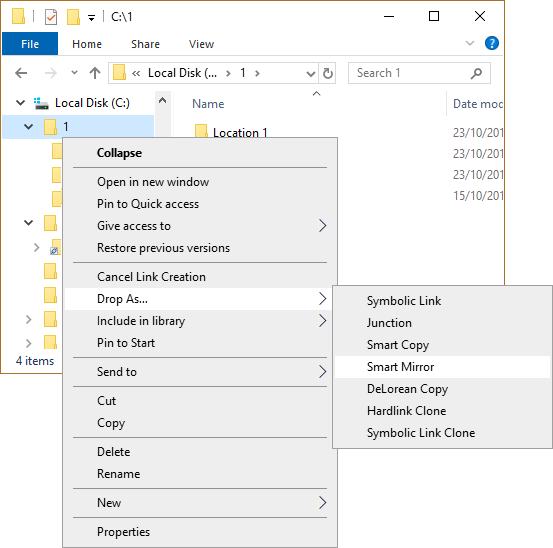 C:\1
File Home Share View
« Local Disk (... › 1 › Search 1
Local Disk (C:) Name Date mod
1 Location 1 23/10/201
23/10/201
15/10/201
Collapse
Open in new window
Pin to Quick access
Give access to
Restore previous versions
Cancel Link Creation
Drop As...
Include in library
Pin to Start
Send to
Cut
Copy
Delete
Rename
New
Properties
Symbolic Link
Junction
Smart Copy
Smart Mirror
DeLorean Copy
Hardlink Clone
Symbolic Link Clone
4 items